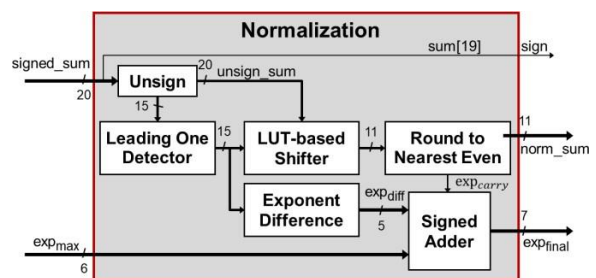 Normalization
sum[19] sign
signed_sum
20
Unsign
20
unsign_sum
15
Leading One
Detector
15
LUT-based
Shifter
11
Round to
Nearest Even
11
norm_sum
exp_carry
Exponent
Difference
exp_diff
5
Signed
Adder
7
exp_final
exp_max
6